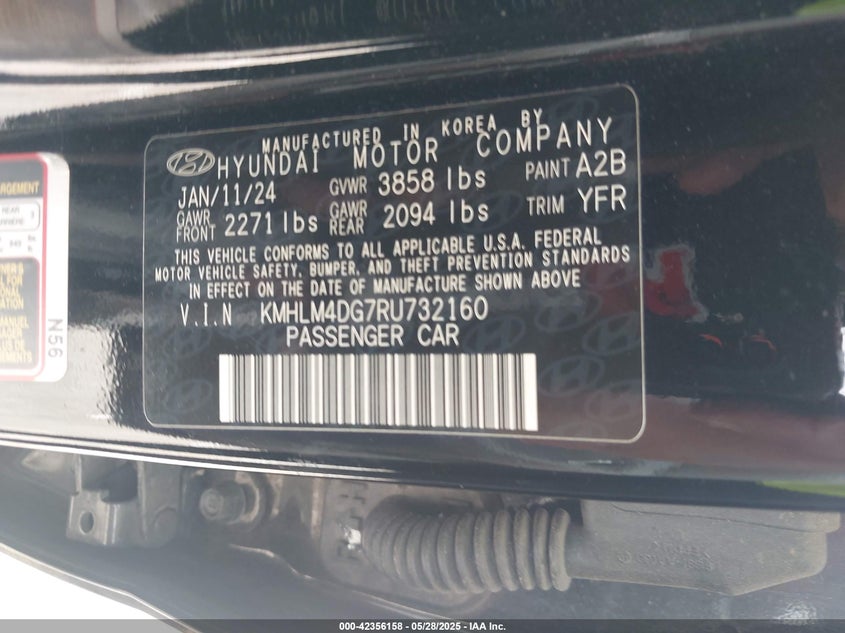 MANUFACTURED IN KOREA BY
HYUNDAI MOTOR COMPANY
JAN/11/24 GVWR 3858 lbs PAINT A2B
GAWR FRONT 2271 lbs GAWR REAR 2094 lbs TRIM YFR
THIS VEHICLE CONFORMS TO ALL APPLICABLE U.S.A. FEDERAL
MOTOR VEHICLE SAFETY, BUMPER, AND THEFT PREVENTION STANDARDS
IN EFFECT ON THE DATE OF MANUFACTURE SHOWN ABOVE
V.I.N KMHLM4DG7RU732160
PASSENGER CAR
ARGEMENT
REAR
N56
000-42356158 - 05/28/2025 - IAA Inc.